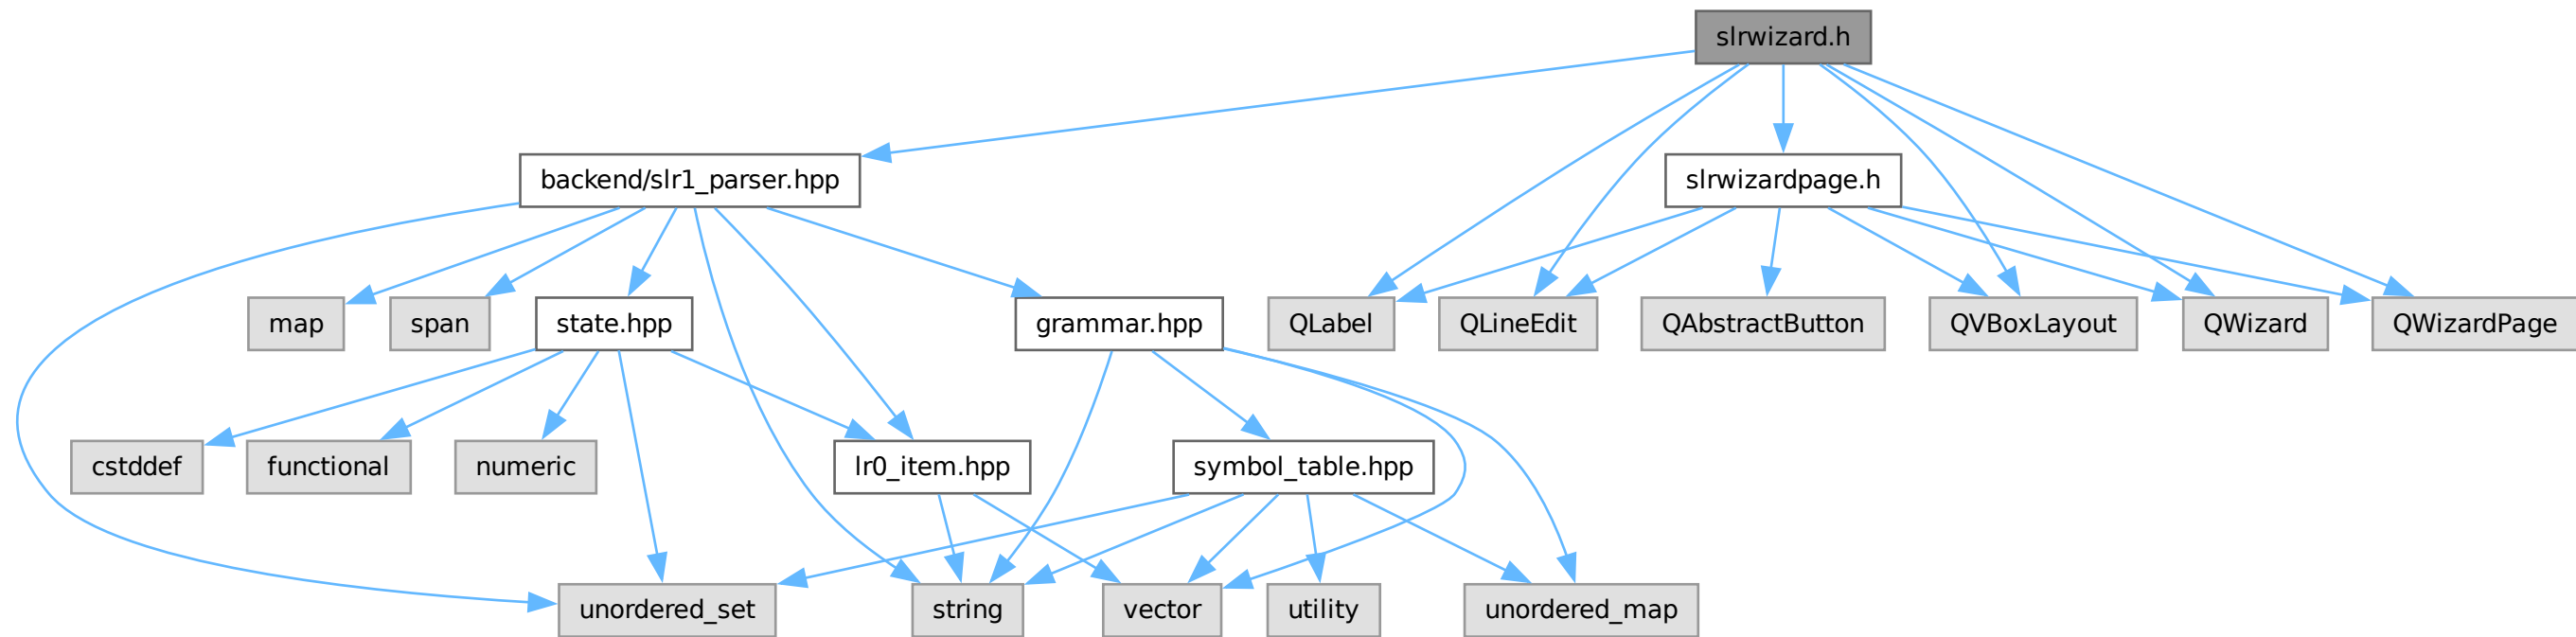 slrwizard.h
backend/slr1_parser.hpp
slrwizardpage.h
map
span
state.hpp
grammar.hpp
QLabel
QLineEdit
QAbstractButton
QVBoxLayout
QWizard
QWizardPage
cstddef
functional
numeric
lr0_item.hpp
symbol_table.hpp
unordered_set
string
vector
utility
unordered_map